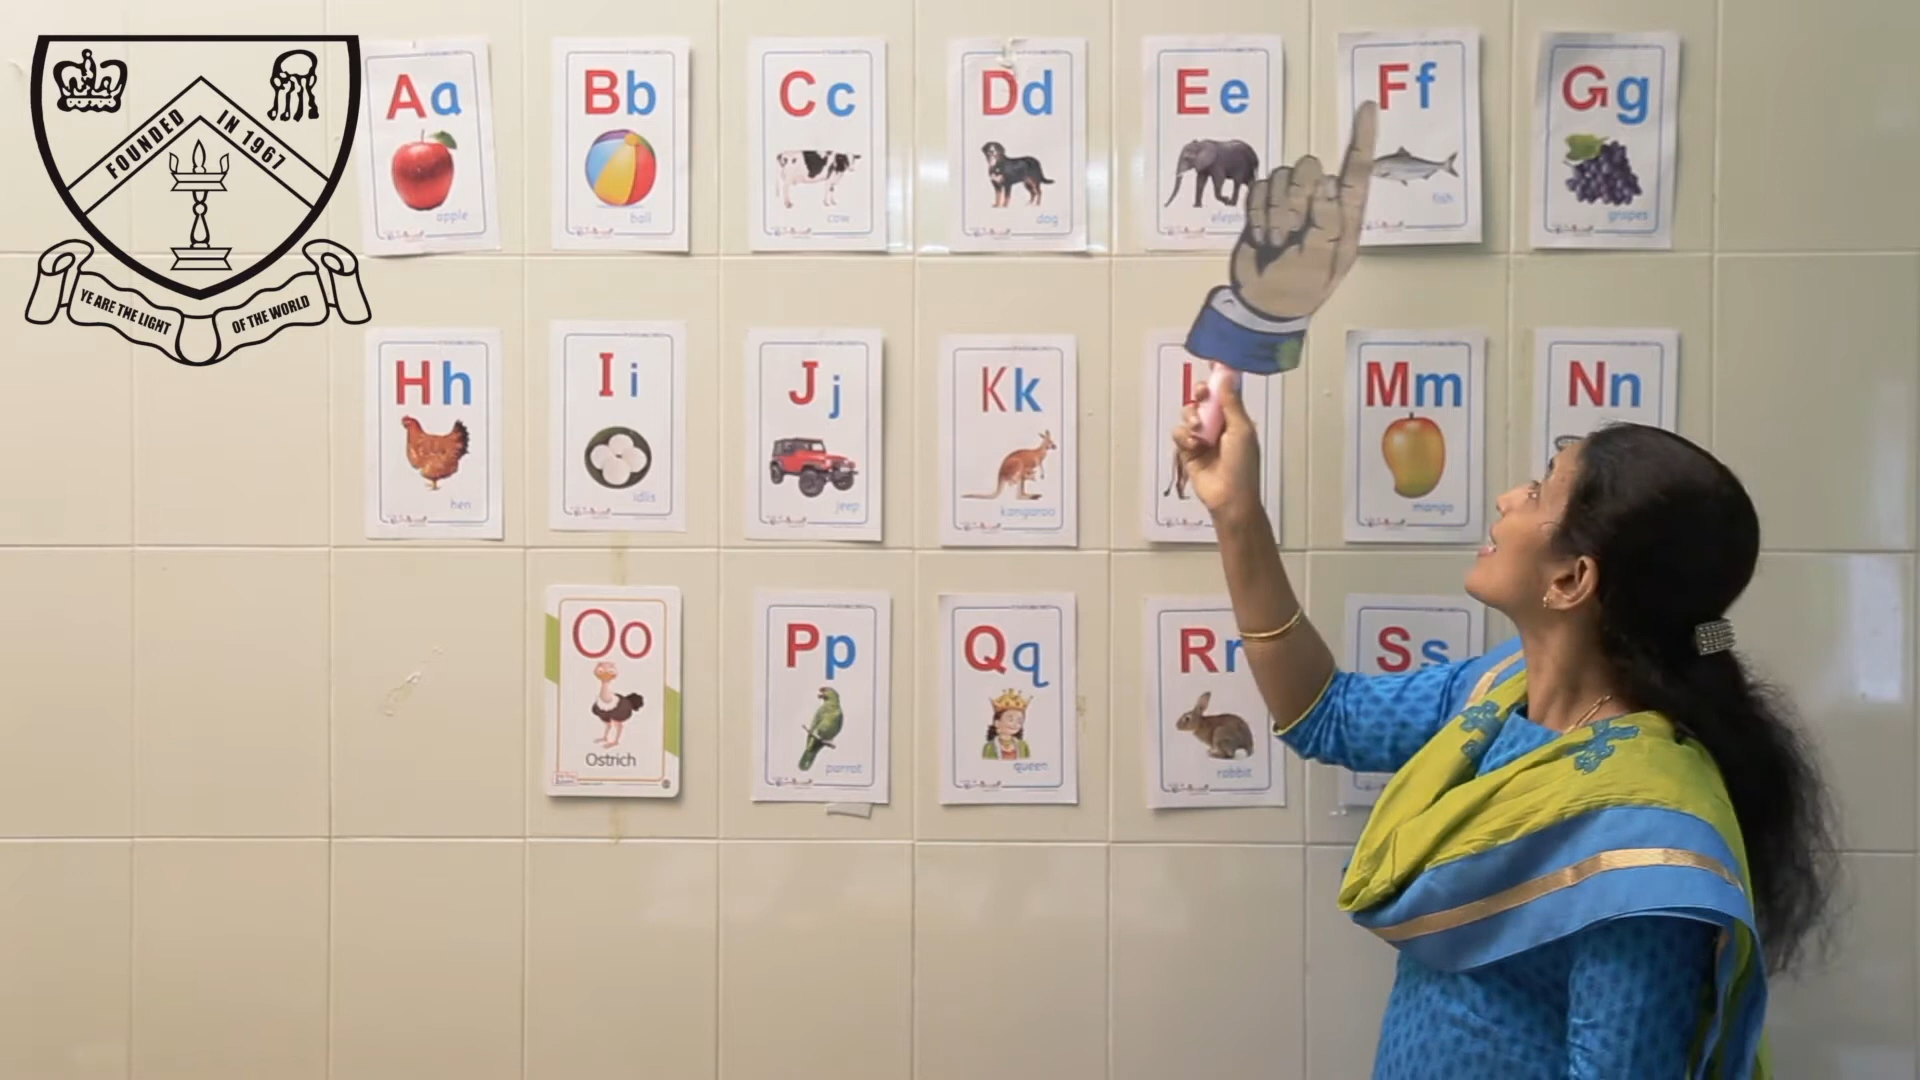 FOUNDED IN 1967
YE ARE THE LIGHT OF THE WORLD
Aa
apple
Bb
ball
Cc
cow
Dd
dog
Ee
Ff
fish
Gg
grapes
Hh
hen
Ii
idlis
Jj
jeep
Kk
kangaroo
Mm
mango
Nn
Oo
Ostrich
Pp
parrot
Qq
queen
Rr
rabbit
Ss